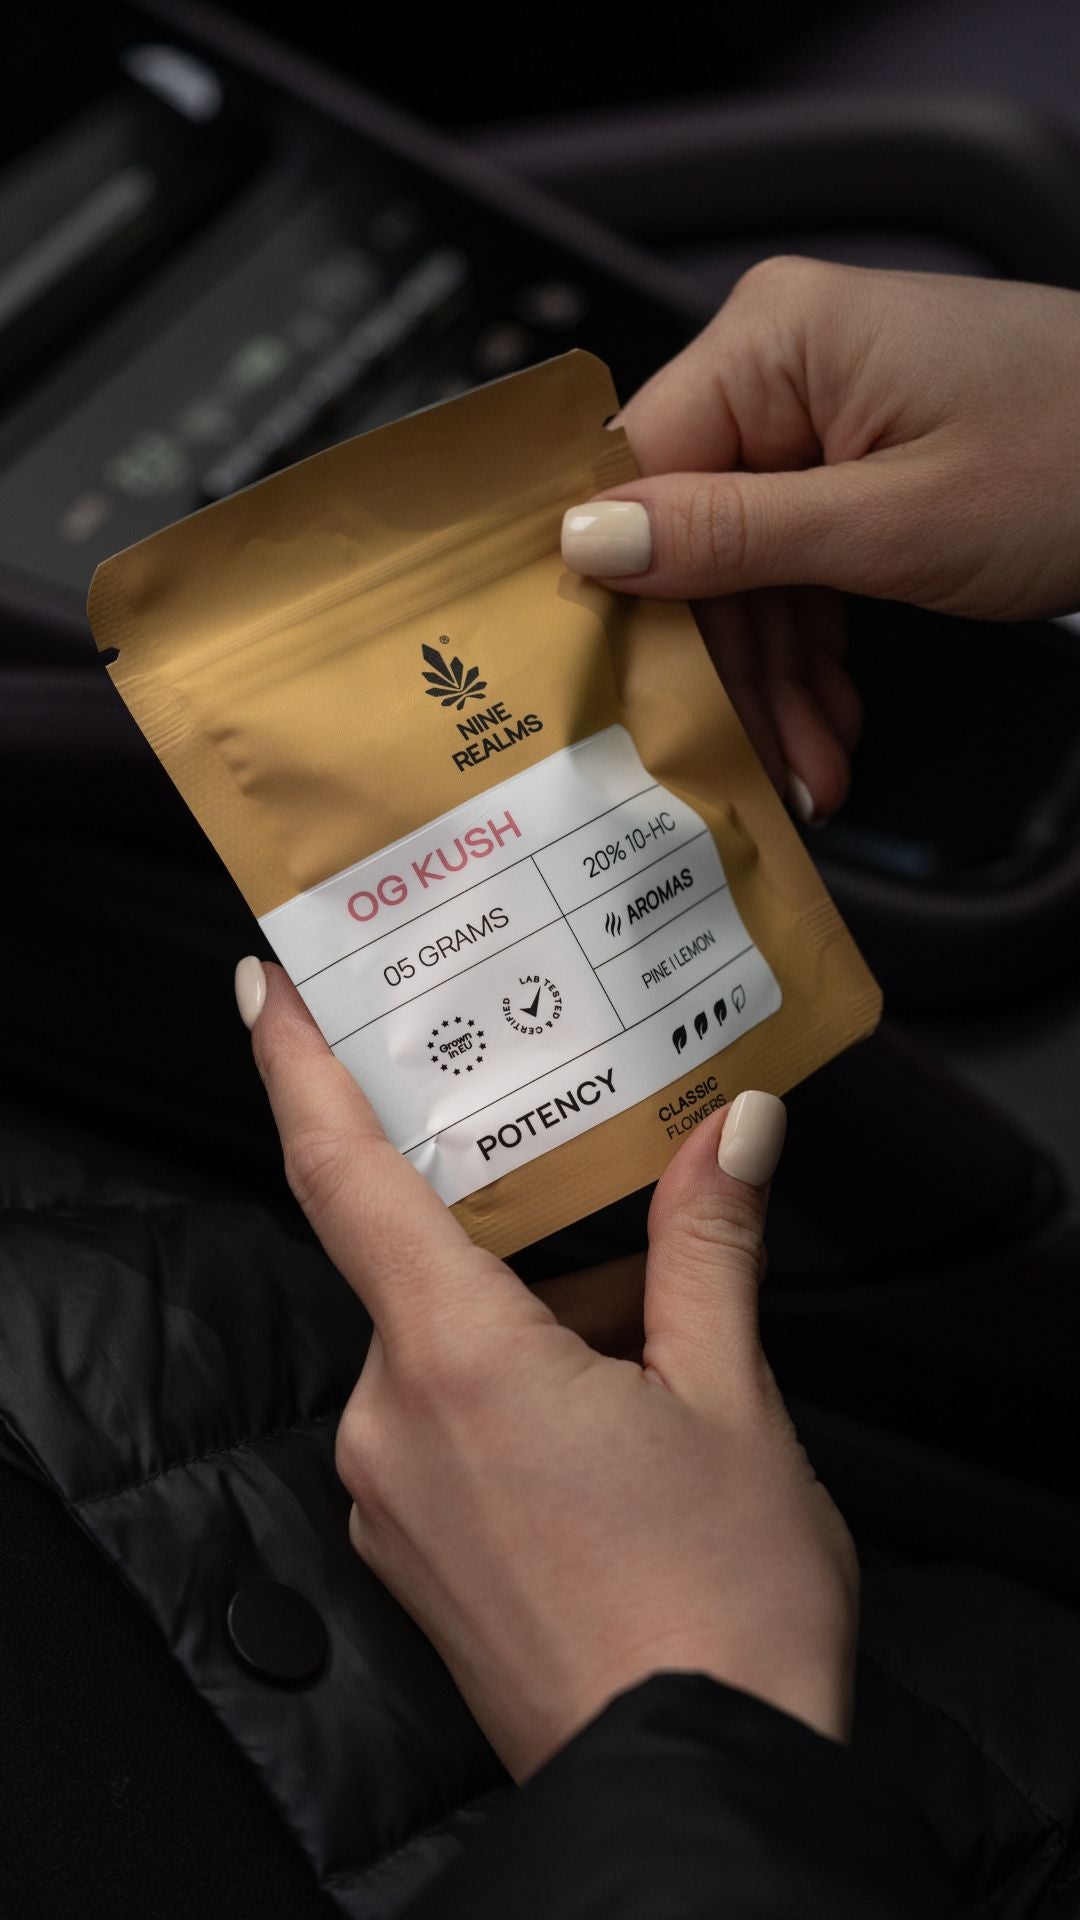 ®
NINE
REALMS
OG KUSH
05 GRAMS
20% 10-HC
AROMAS
PINE | LEMON
Grown
in EU
LAB TESTED & CERTIFIED
POTENCY
CLASSIC
FLOWERS